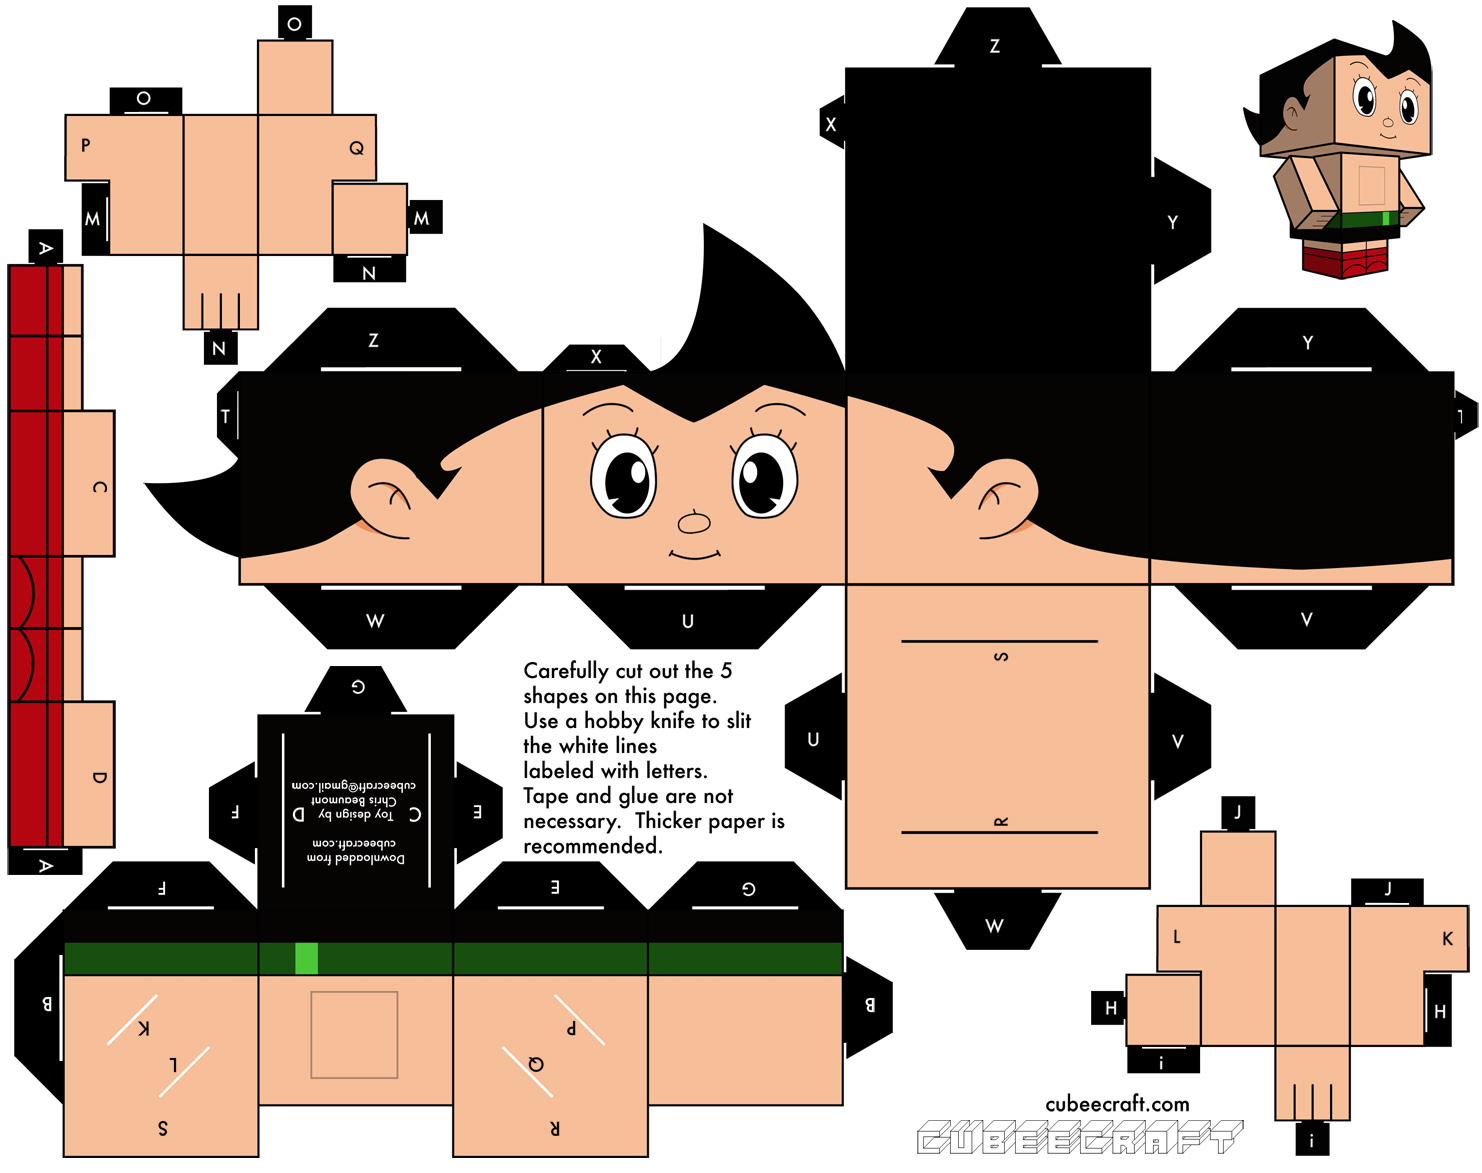 O
O
P
Q
M
M
N
N
A
C
D
A
Z
X
Y
Z
X
Y
T
T
W
U
V
S
U
V
R
W
Carefully cut out the 5
shapes on this page.
Use a hobby knife to slit
the white lines
labeled with letters.
Tape and glue are not
necessary. Thicker paper is
recommended.
G
F
E
D
C
Downloaded from
cubeecraft.com
Toy design by
Chris Beaumont
cubeecraft@gmail.com
F
E
G
B
B
K
L
P
Q
S
R
J
J
L
K
H
H
i
i
cubeecraft.com
CUBEECRAFT